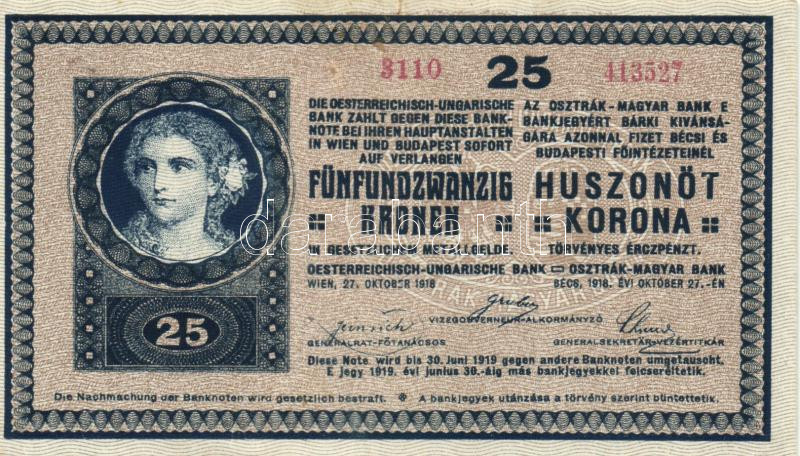 3110 25 413527
DIE OESTERREICHISCH-UNGARISCHE
BANK ZAHLT GEGEN DIESE BANK-
NOTE BEI IHREN HAUPTANSTALTEN
IN WIEN UND BUDAPEST SOFORT
AUF VERLANGEN
FÜNFUNDZWANZIG
KRONEN
IN GESETZLICHEM METALLGELDE.
AZ OSZTRÁK-MAGYAR BANK E
BANKJEGYÉRT BÁRKI KIVÁNSÁ-
GÁRA AZONNAL FIZET BÉCSI ÉS
BUDAPESTI FŐINTÉZETEINÉL
HUSZONÖT
KORONA
TÖRVÉNYES ÉRCZPÉNZT.
OESTERREICHISCH-UNGARISCHE BANK OSZTRÁK-MAGYAR BANK
WIEN, 27. OKTOBER 1918 BÉCS, 1918. ÉVI OKTÓBER 27.-ÉN
25
VIZEGOUVERNEUR-ALKORMÁNYZÓ
GENERALRAT-FŐTANÁCSOS GENERALSEKRETÄR-VEZÉRTITKÁR
Diese Note wird bis 30. Juni 1919 gegen andere Banknoten umgetauscht.
E jegy 1919. évi junius 30.-áig más bankjegyekkel felcseréltetik.
Die Nachmachung der Banknoten wird gesetzlich bestraft. * A bankjegyek utánzása a törvény szerint büntettetik.
darabanth